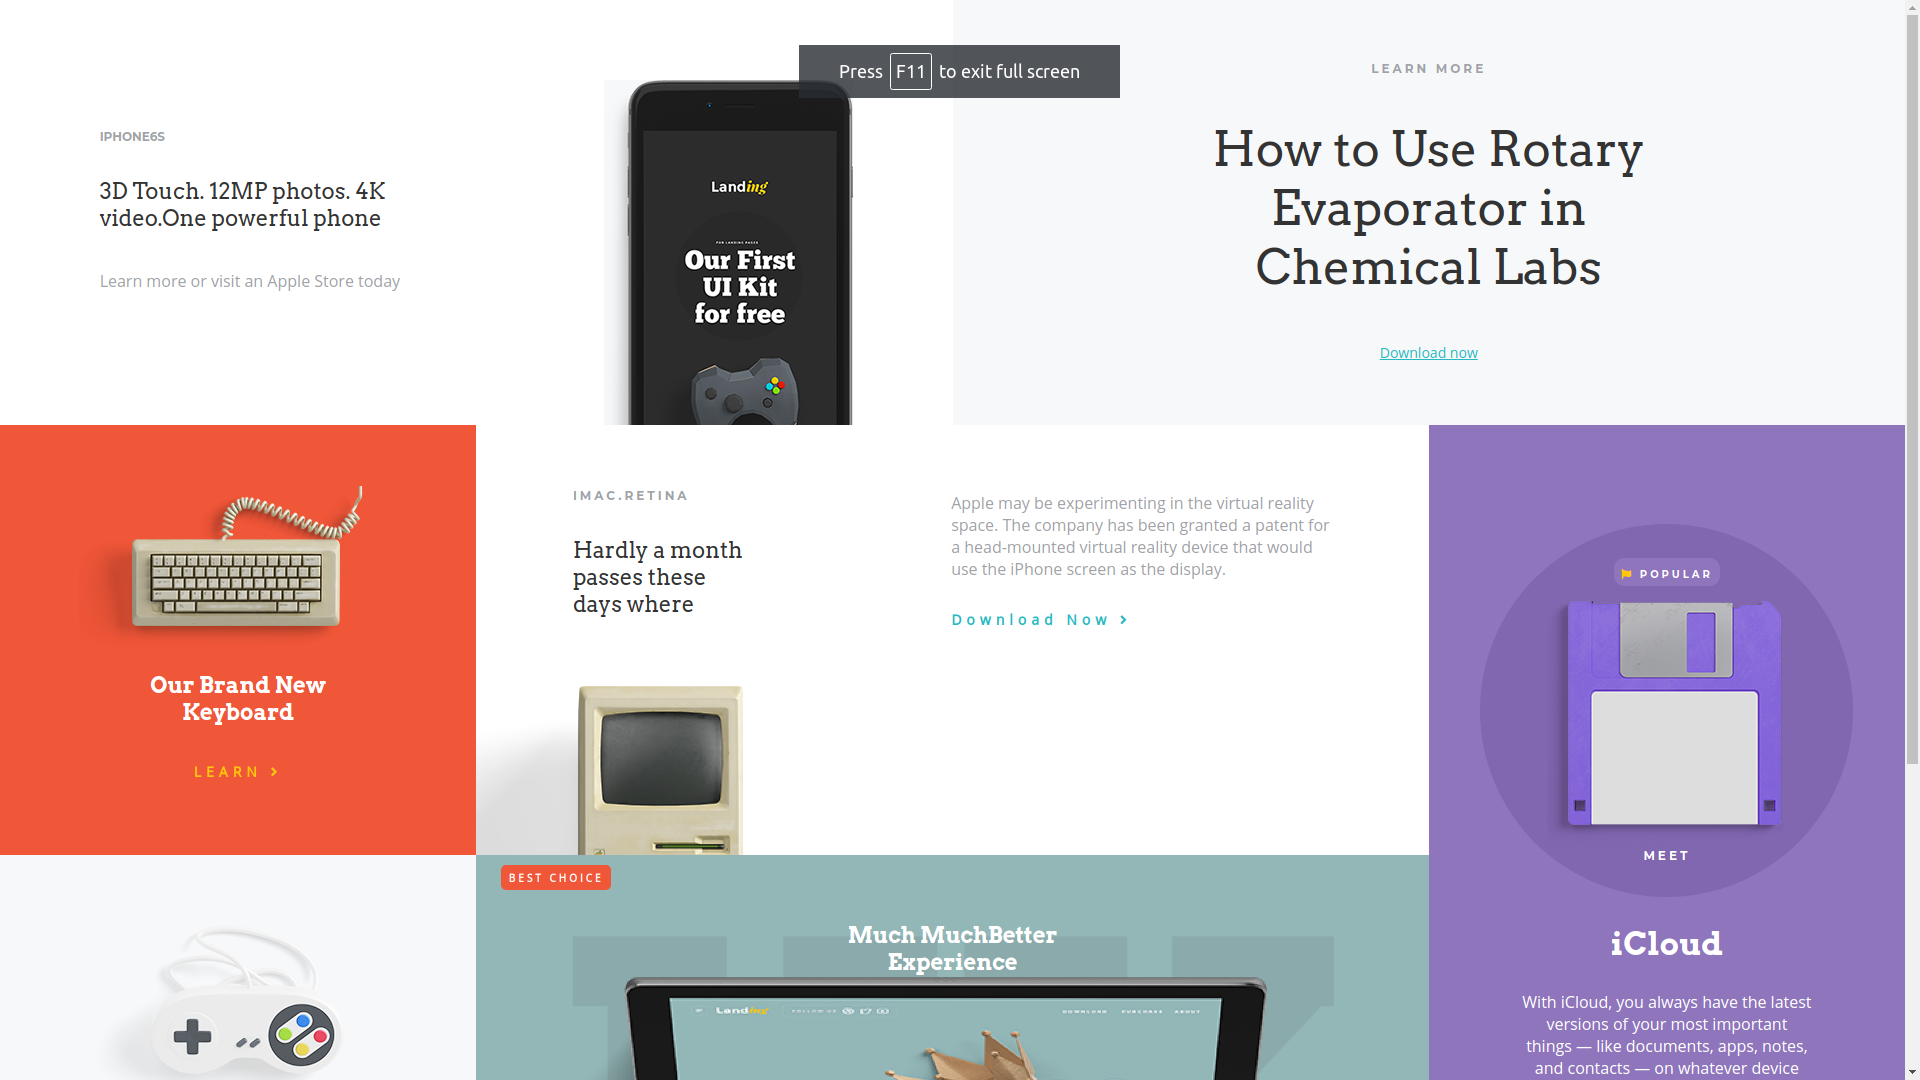 Press F11 to exit full screen
IPHONE6S
3D Touch. 12MP photos. 4K
video.One powerful phone
Learn more or visit an Apple Store today
Landing
FOR LANDING PAGES
Our First
UI Kit
for free
LEARN MORE
How to Use Rotary
Evaporator in
Chemical Labs
Download now
Our Brand New
Keyboard
LEARN
IMAC.RETINA
Hardly a month
passes these
days where
Apple may be experimenting in the virtual reality
space. The company has been granted a patent for
a head-mounted virtual reality device that would
use the iPhone screen as the display.
Download Now
POPULAR
MEET
iCloud
With iCloud, you always have the latest
versions of your most important
things — like documents, apps, notes,
and contacts — on whatever device
BEST CHOICE
Much MuchBetter
Experience
Landing
FOLLOW US
DOWNLOAD
PURCHASE
ABOUT